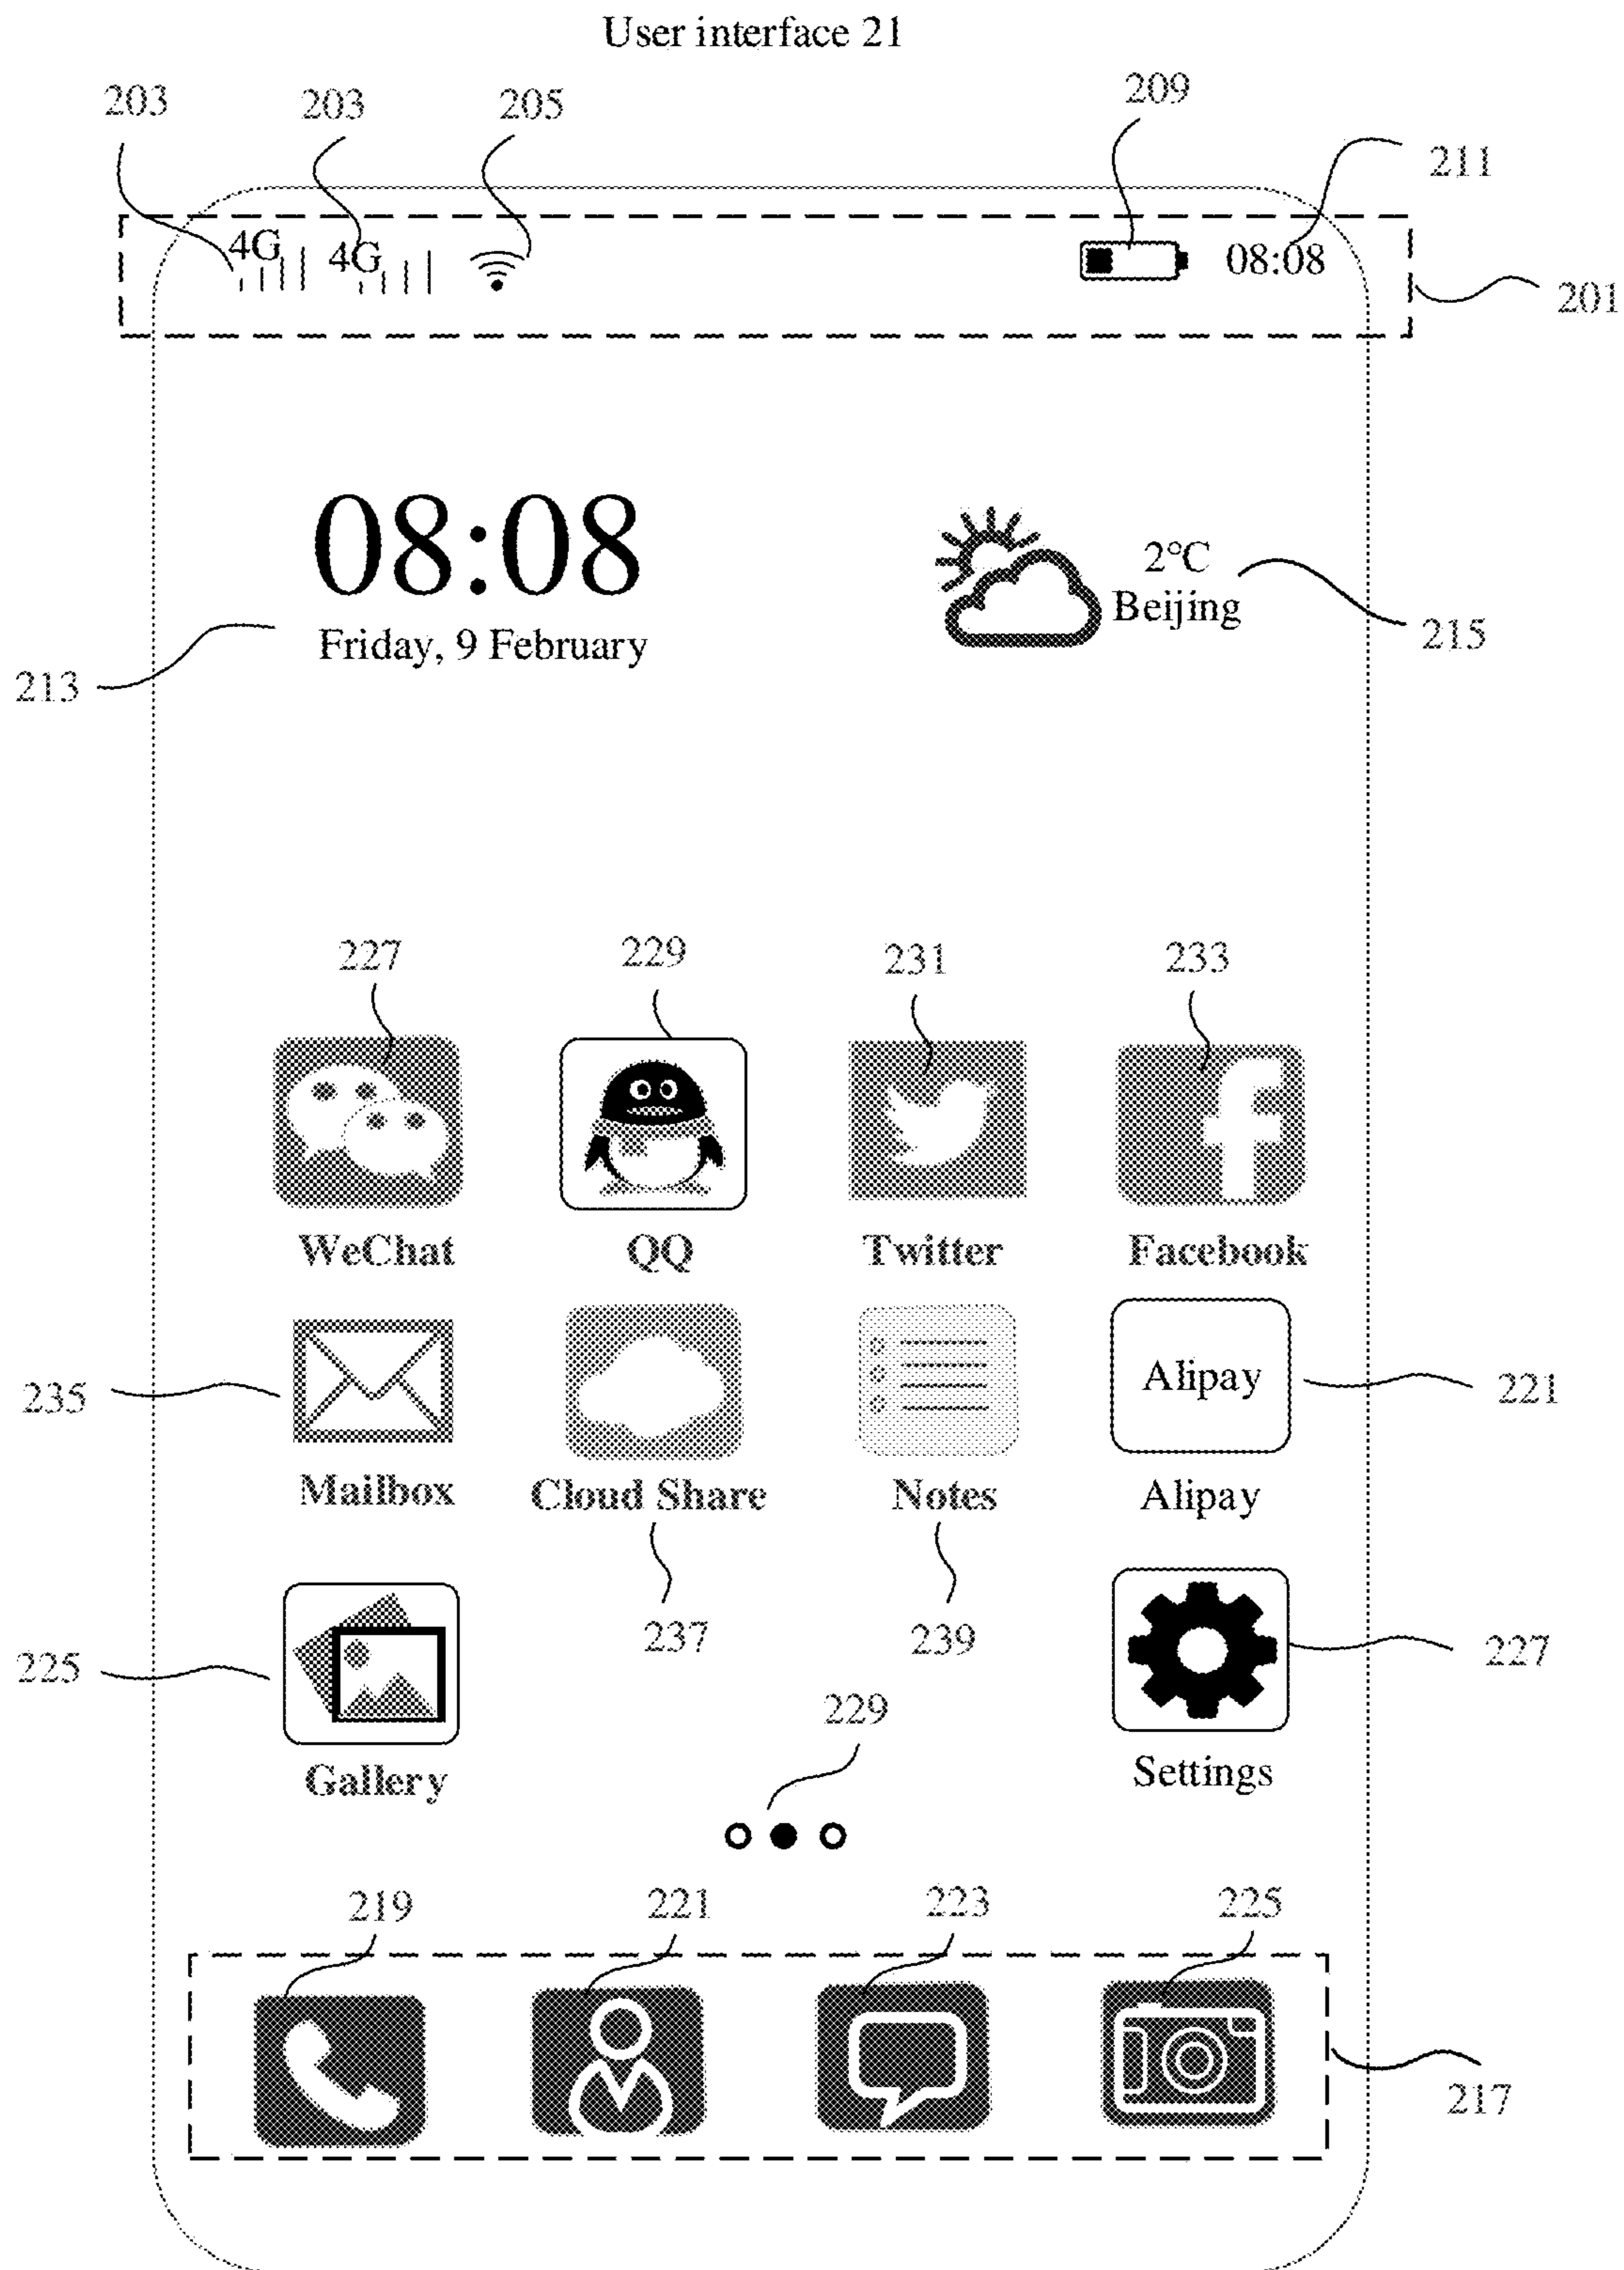 User interface 21
203 203 205 209
211
4G 4G 08:08
201
08:08
2°C
Beijing
Friday, 9 February
215
213
227 229 231 233
WeChat QQ Twitter Facebook
Alipay
235 221
Mailbox Cloud Share Notes Alipay
237 239
225 227
229
Gallery Settings
219 221 223 225
217